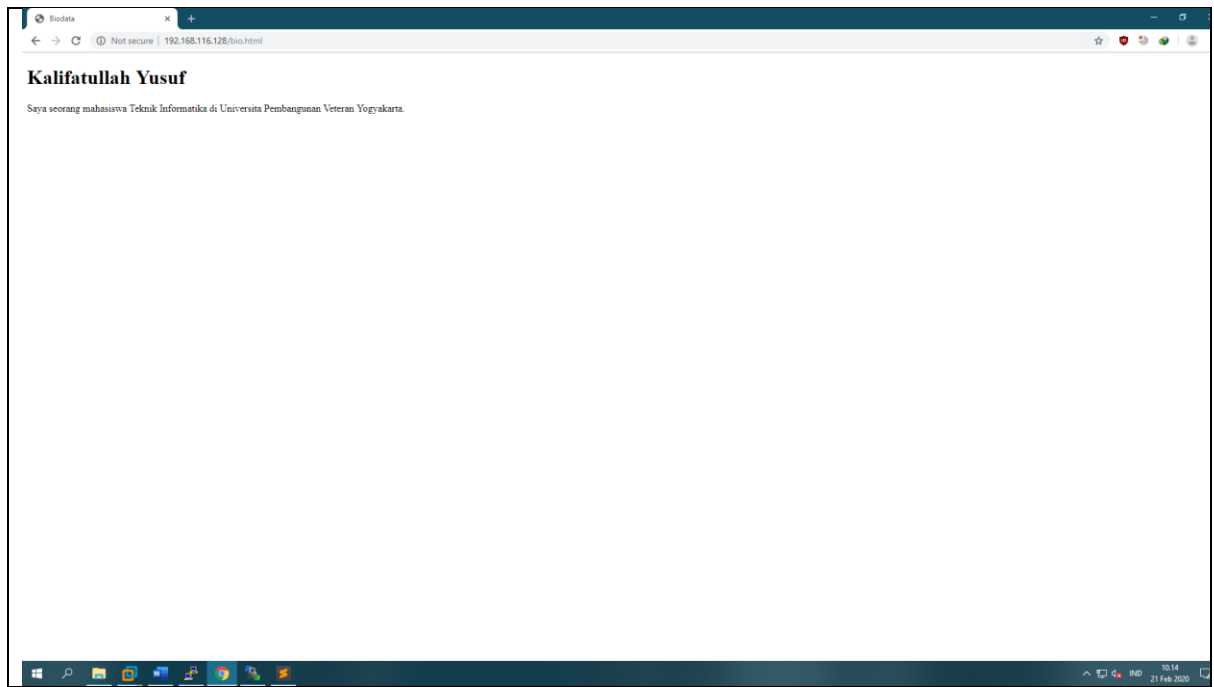 Biodata
Not secure | 192.168.116.128/bio.html
Kalifatullah Yusuf
Saya seorang mahasiswa Teknik Informatika di Universita Pembangunan Veteran Yogyakarta.
IND
10.14
21 Feb 2020